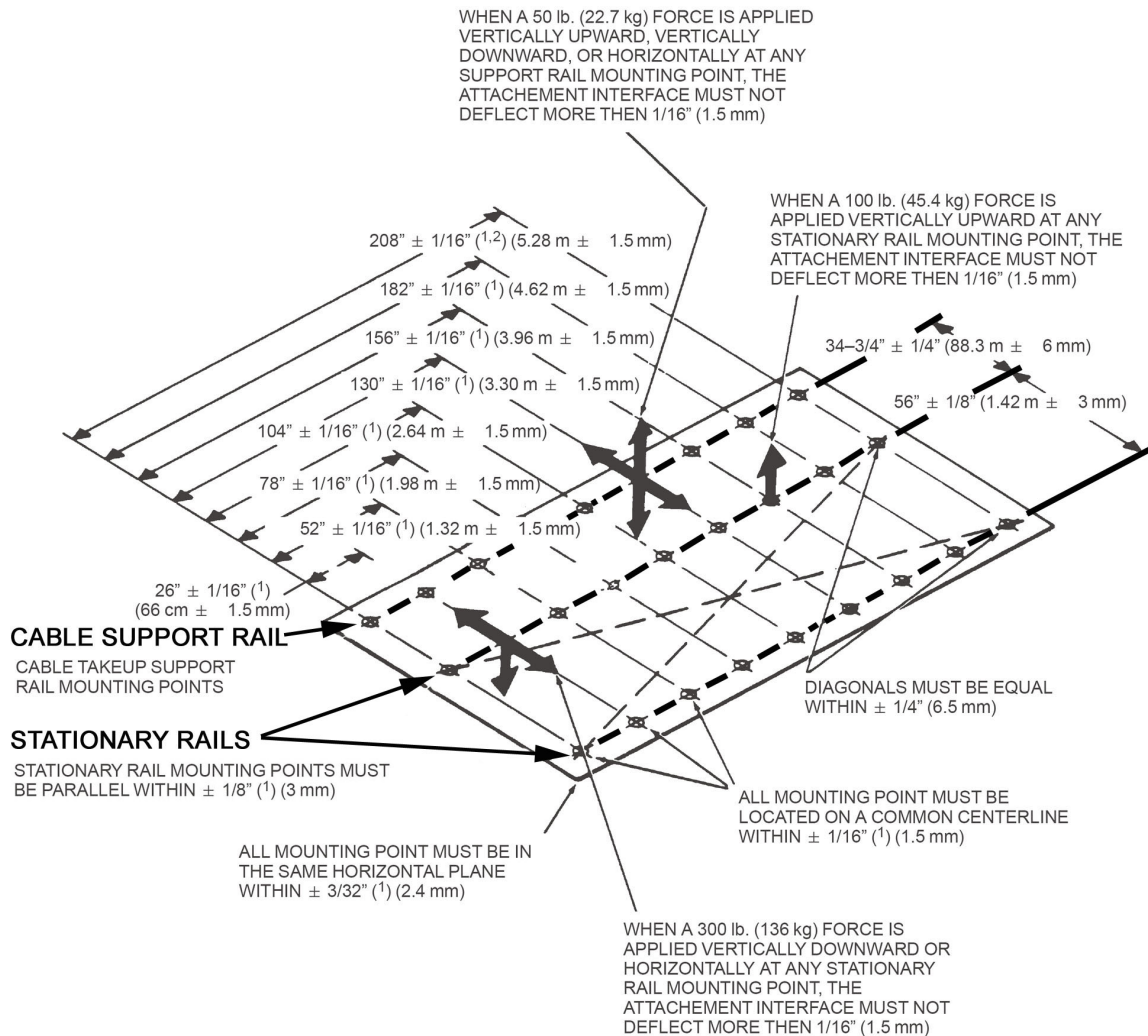 WHEN A 50 lb. (22.7 kg) FORCE IS APPLIED
VERTICALLY UPWARD, VERTICALLY
DOWNWARD, OR HORIZONTALLY AT ANY
SUPPORT RAIL MOUNTING POINT, THE
ATTACHEMENT INTERFACE MUST NOT
DEFLECT MORE THEN 1/16” (1.5 mm)
WHEN A 100 lb. (45.4 kg) FORCE IS
APPLIED VERTICALLY UPWARD AT ANY
STATIONARY RAIL MOUNTING POINT, THE
ATTACHEMENT INTERFACE MUST NOT
DEFLECT MORE THEN 1/16” (1.5 mm)
208” ± 1/16” (1,2) (5.28 m ± 1.5 mm)
182” ± 1/16” (1) (4.62 m ± 1.5 mm)
156” ± 1/16” (1) (3.96 m ± 1.5 mm)
130” ± 1/16” (1) (3.30 m ± 1.5 mm)
104” ± 1/16” (1) (2.64 m ± 1.5 mm)
78” ± 1/16” (1) (1.98 m ± 1.5 mm)
52” ± 1/16” (1) (1.32 m ± 1.5 mm)
26” ± 1/16” (1)
(66 cm ± 1.5 mm)
34–3/4” ± 1/4” (88.3 m ± 6 mm)
56” ± 1/8” (1.42 m ± 3 mm)
CABLE SUPPORT RAIL
CABLE TAKEUP SUPPORT
RAIL MOUNTING POINTS
STATIONARY RAILS
STATIONARY RAIL MOUNTING POINTS MUST
BE PARALLEL WITHIN ± 1/8” (1) (3 mm)
DIAGONALS MUST BE EQUAL
WITHIN ± 1/4” (6.5 mm)
ALL MOUNTING POINT MUST BE
LOCATED ON A COMMON CENTERLINE
WITHIN ± 1/16” (1) (1.5 mm)
ALL MOUNTING POINT MUST BE IN
THE SAME HORIZONTAL PLANE
WITHIN ± 3/32” (1) (2.4 mm)
WHEN A 300 lb. (136 kg) FORCE IS
APPLIED VERTICALLY DOWNWARD OR
HORIZONTALLY AT ANY STATIONARY
RAIL MOUNTING POINT, THE
ATTACHEMENT INTERFACE MUST NOT
DEFLECT MORE THEN 1/16” (1.5 mm)